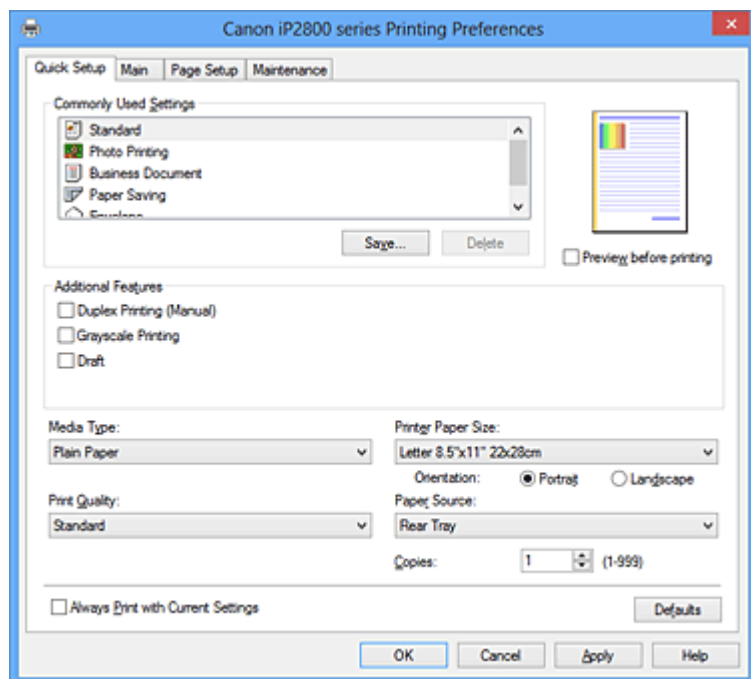 Canon iP2800 series Printing Preferences
Quick Setup Main Page Setup Maintenance
Commonly Used Settings
Standard
Photo Printing
Business Document
Paper Saving
Envelope
Save... Delete
Preview before printing
Additional Features
Duplex Printing (Manual)
Grayscale Printing
Draft
Media Type:
Plain Paper
Printer Paper Size:
Letter 8.5"x11" 22x28cm
Orientation: Portrait Landscape
Print Quality:
Standard
Paper Source:
Rear Tray
Copies: 1 (1-999)
Always Print with Current Settings
Defaults
OK Cancel Apply Help